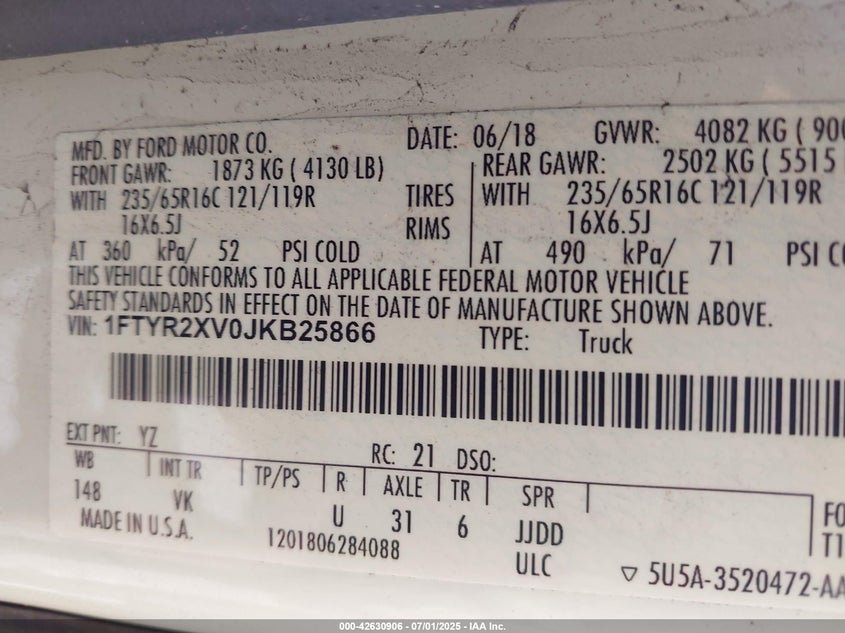 MFD. BY FORD MOTOR CO. DATE: 06/18 GVWR: 4082 KG ( 900
FRONT GAWR: 1873 KG ( 4130 LB) REAR GAWR: 2502 KG ( 5515
WITH 235/65R16C 121/119R TIRES WITH 235/65R16C 121/119R
16X6.5J RIMS 16X6.5J
AT 360 kPa/ 52 PSI COLD AT 490 kPa/ 71 PSI CO
THIS VEHICLE CONFORMS TO ALL APPLICABLE FEDERAL MOTOR VEHICLE
SAFETY STANDARDS IN EFFECT ON THE DATE OF MANUFACTURE SHOWN ABOVE.
VIN: 1FTYR2XV0JKB25866 TYPE: Truck
EXT PNT: YZ RC: 21 DSO:
WB INT TR TP/PS R AXLE TR SPR
148 VK U 31 6 JJDD FO
MADE IN U.S.A. 1201806284088 ULC T1
5U5A-3520472-AA
000-42630906 - 07/01/2025 - IAA Inc.